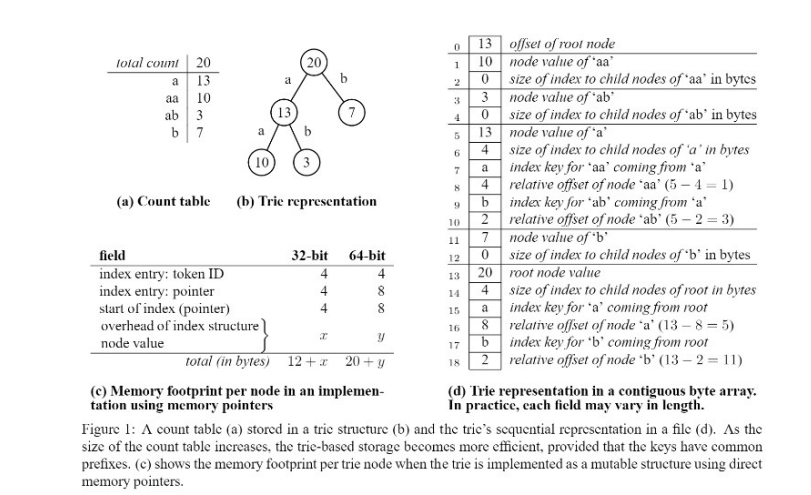 total count 20
a 13
aa 10
ab 3
b 7
(a) Count table
20
a
b
13
7
a
b
10
3
(b) Trie representation
field 32-bit 64-bit
index entry: token ID 4 4
index entry: pointer 4 8
start of index (pointer) 4 8
overhead of index structure
node value
x y
total (in bytes) 12 + x 20 + y
(c) Memory footprint per node in an implemen-
tation using memory pointers
0 13 offset of root node
1 10 node value of ‘aa’
2 0 size of index to child nodes of ‘aa’ in bytes
3 3 node value of ‘ab’
4 0 size of index to child nodes of ‘ab’ in bytes
5 13 node value of ‘a’
6 4 size of index to child nodes of ‘a’ in bytes
7 a index key for ‘aa’ coming from ‘a’
8 4 relative offset of node ‘aa’ (5 − 4 = 1)
9 b index key for ‘ab’ coming from ‘a’
10 2 relative offset of node ‘ab’ (5 − 2 = 3)
11 7 node value of ‘b’
12 0 size of index to child nodes of ‘b’ in bytes
13 20 root node value
14 4 size of index to child nodes of root in bytes
15 a index key for ‘a’ coming from root
16 8 relative offset of node ‘a’ (13 − 8 = 5)
17 b index key for ‘b’ coming from root
18 2 relative offset of node ‘b’ (13 − 2 = 11)
(d) Trie representation in a contiguous byte array.
In practice, each field may vary in length.
Figure 1: A count table (a) stored in a trie structure (b) and the trie’s sequential representation in a file (d). As the
size of the count table increases, the trie-based storage becomes more efficient, provided that the keys have common
prefixes. (c) shows the memory footprint per trie node when the trie is implemented as a mutable structure using direct
memory pointers.